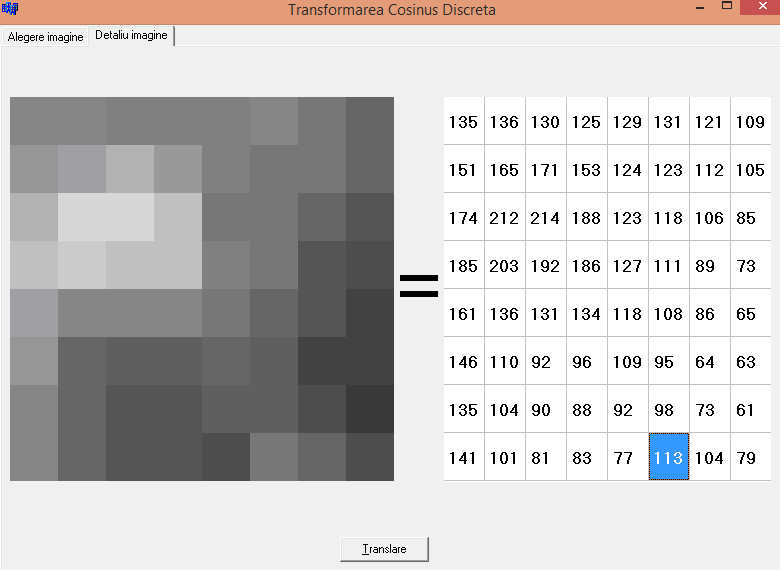 Transformarea Cosinus Discreta
Alegere imagine Detaliu imagine
135 136 130 125 129 131 121 109
151 165 171 153 124 123 112 105
174 212 214 188 123 118 106 85
185 203 192 186 127 111 89 73
=
161 136 131 134 118 108 86 65
146 110 92 96 109 95 64 63
135 104 90 88 92 98 73 61
141 101 81 83 77 113 104 79
Translare